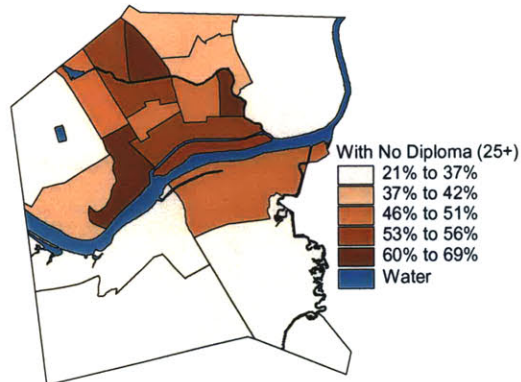 With No Diploma (25+)
21% to 37%
37% to 42%
46% to 51%
53% to 56%
60% to 69%
Water